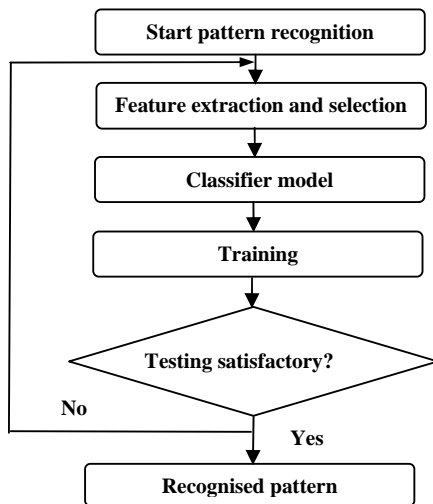 Start pattern recognition
Feature extraction and selection
Classifier model
Training
Testing satisfactory?
No
Yes
Recognised pattern